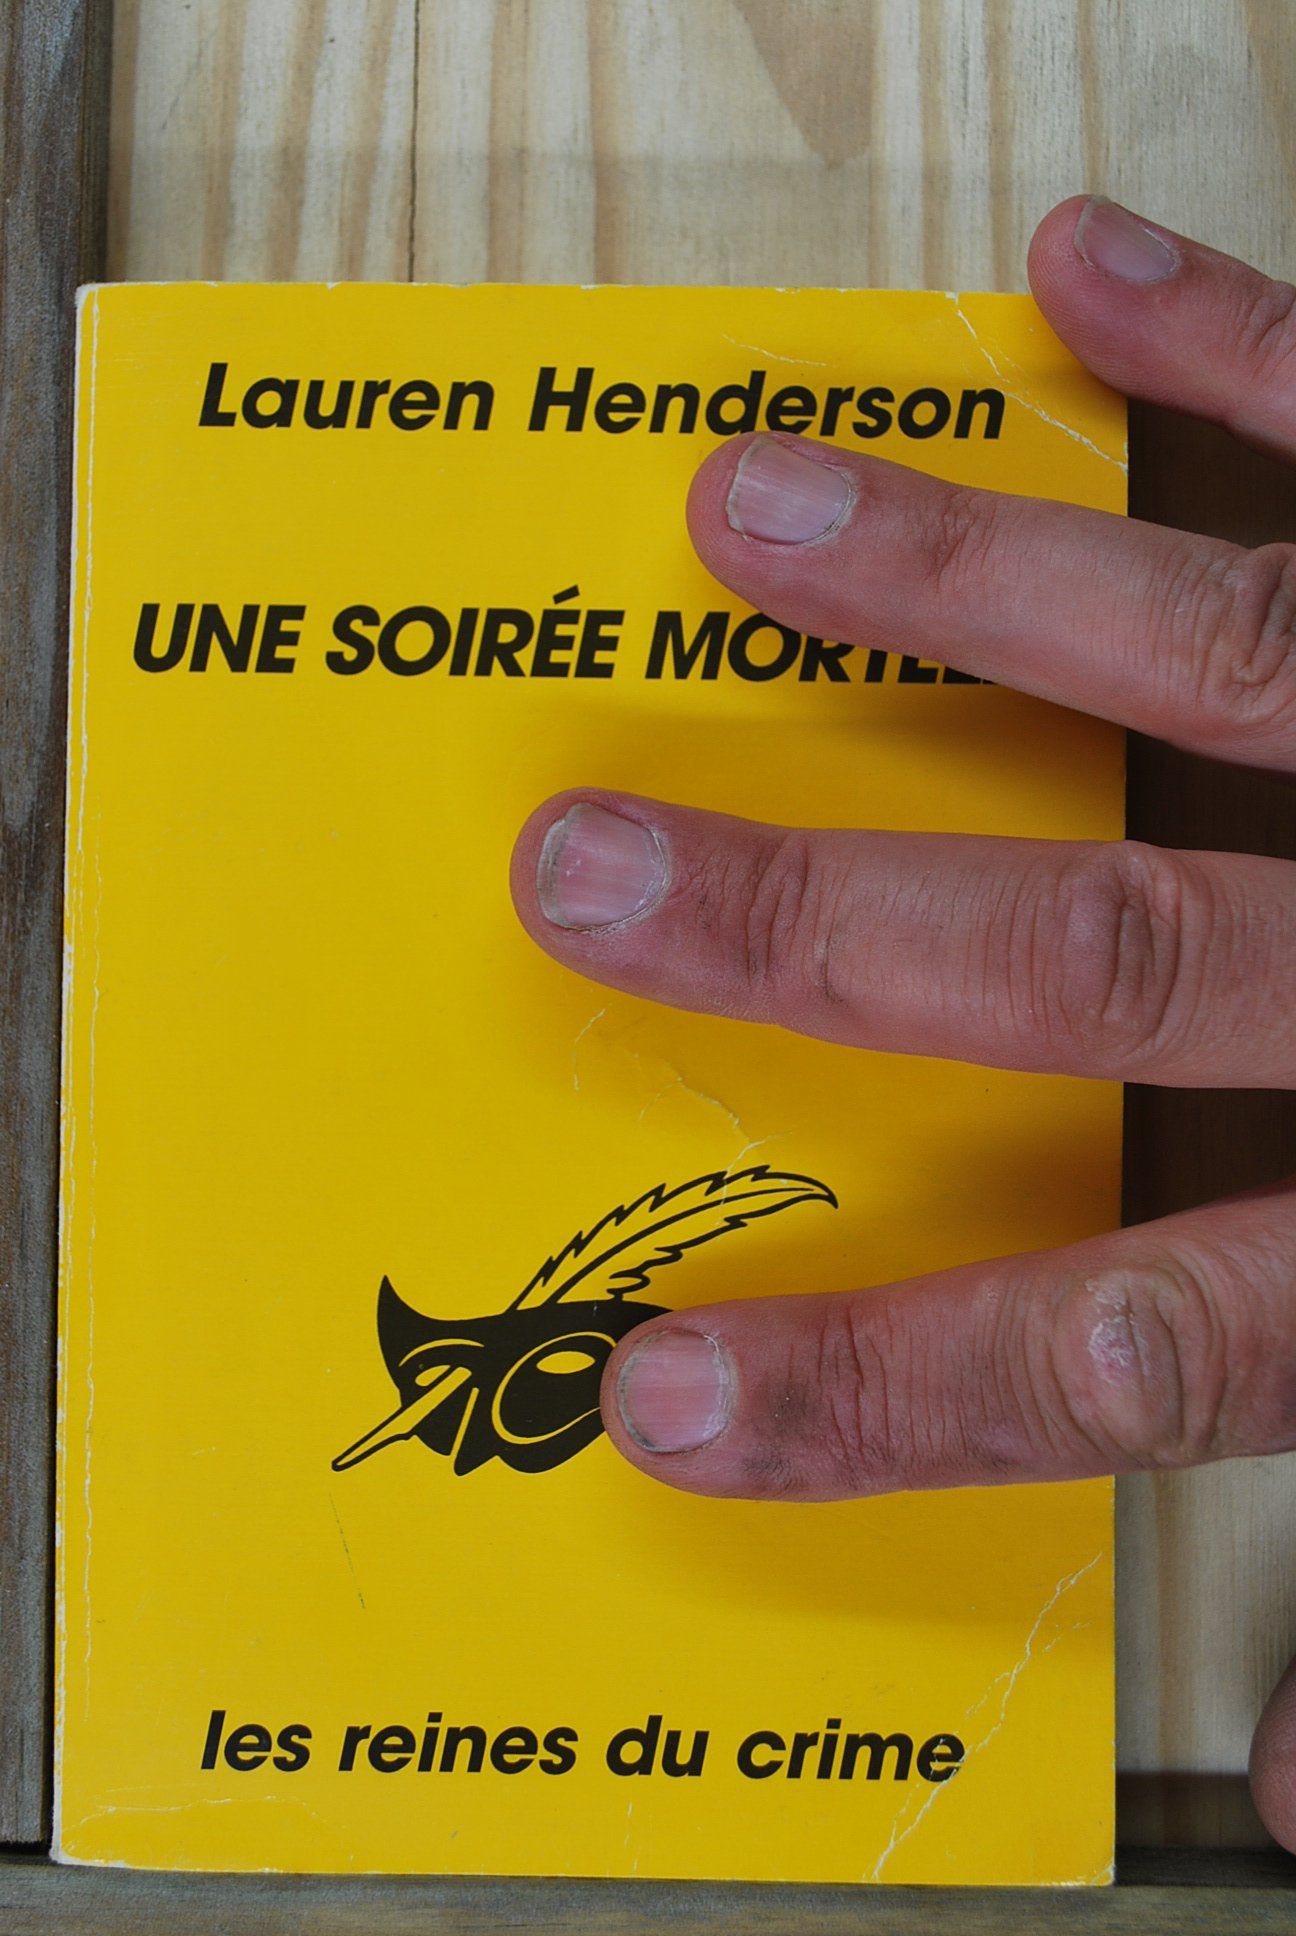 Lauren Henderson
UNE SOIRÉE
les reines du crime